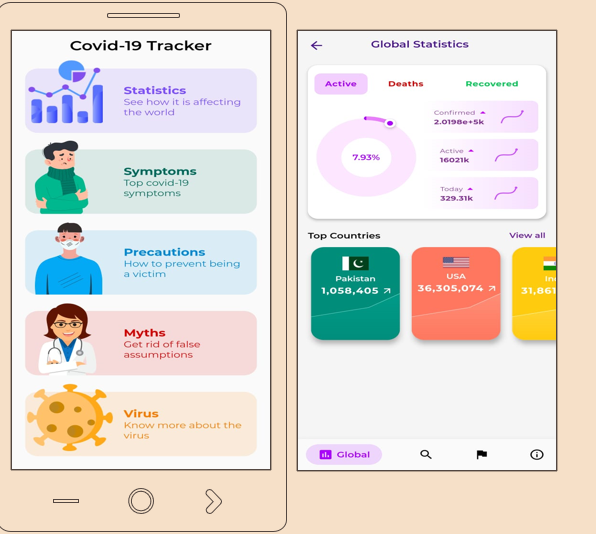 Covid-19 Tracker
Statistics
See how it is affecting
the world
Symptoms
Top covid-19
symptoms
Precautions
How to prevent being
a victim
Myths
Get rid of false
assumptions
Virus
Know more about the
virus
Global Statistics
Active
Deaths
Recovered
7.93%
Confirmed
2.0198e+5k
Active
16021k
Today
329.31k
Top Countries
View all
Pakistan
1,058,405
USA
36,305,074
31,861
Global